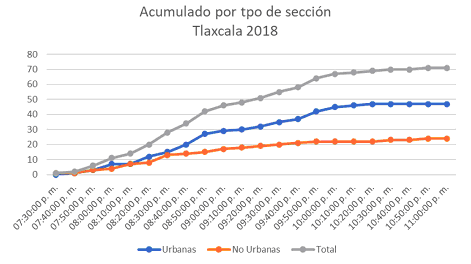 Acumulado por tpo de sección
Tlaxcala 2018
80
70
60
50
40
30
20
10
0
07:30:00 p. m.
07:40:00 p. m.
07:50:00 p. m.
08:00:00 p. m.
08:10:00 p. m.
08:20:00 p. m.
08:30:00 p. m.
08:40:00 p. m.
08:50:00 p. m.
09:00:00 p. m.
09:10:00 p. m.
09:20:00 p. m.
09:30:00 p. m.
09:40:00 p. m.
09:50:00 p. m.
10:00:00 p. m.
10:10:00 p. m.
10:20:00 p. m.
10:30:00 p. m.
10:40:00 p. m.
10:50:00 p. m.
11:00:00 p. m.
Urbanas No Urbanas Total